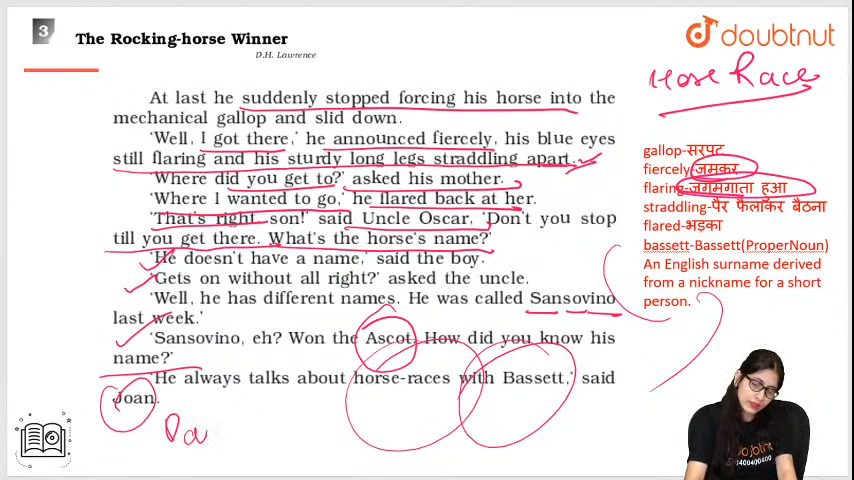 3
The Rocking-horse Winner
D.H. Lawrence
doubtnut
Horse Race
At last he suddenly stopped forcing his horse into the
mechanical gallop and slid down.
'Well, I got there,' he announced fiercely, his blue eyes
still flaring and his sturdy long legs straddling apart.
'Where did you get to?' asked his mother.
'Where I wanted to go,' he flared back at her.
'That's right son!' said Uncle Oscar, 'Don't you stop
till you get there. What's the horse's name?'
'He doesn't have a name,' said the boy.
'Gets on without all right?' asked the uncle.
'Well, he has different names. He was called Sansovino
last week.'
'Sansovino, eh? Won the Ascot. How did you know his
name?'
'He always talks about horse-races with Bassett,' said
Joan.
gallop-सरपट
fiercely-जमकर
flaring-जगमगाता हुआ
straddling-पैर फैलाकर बैठना
flared-भड़का
bassett-Bassett(ProperNoun)
An English surname derived
from a nickname for a short
person.